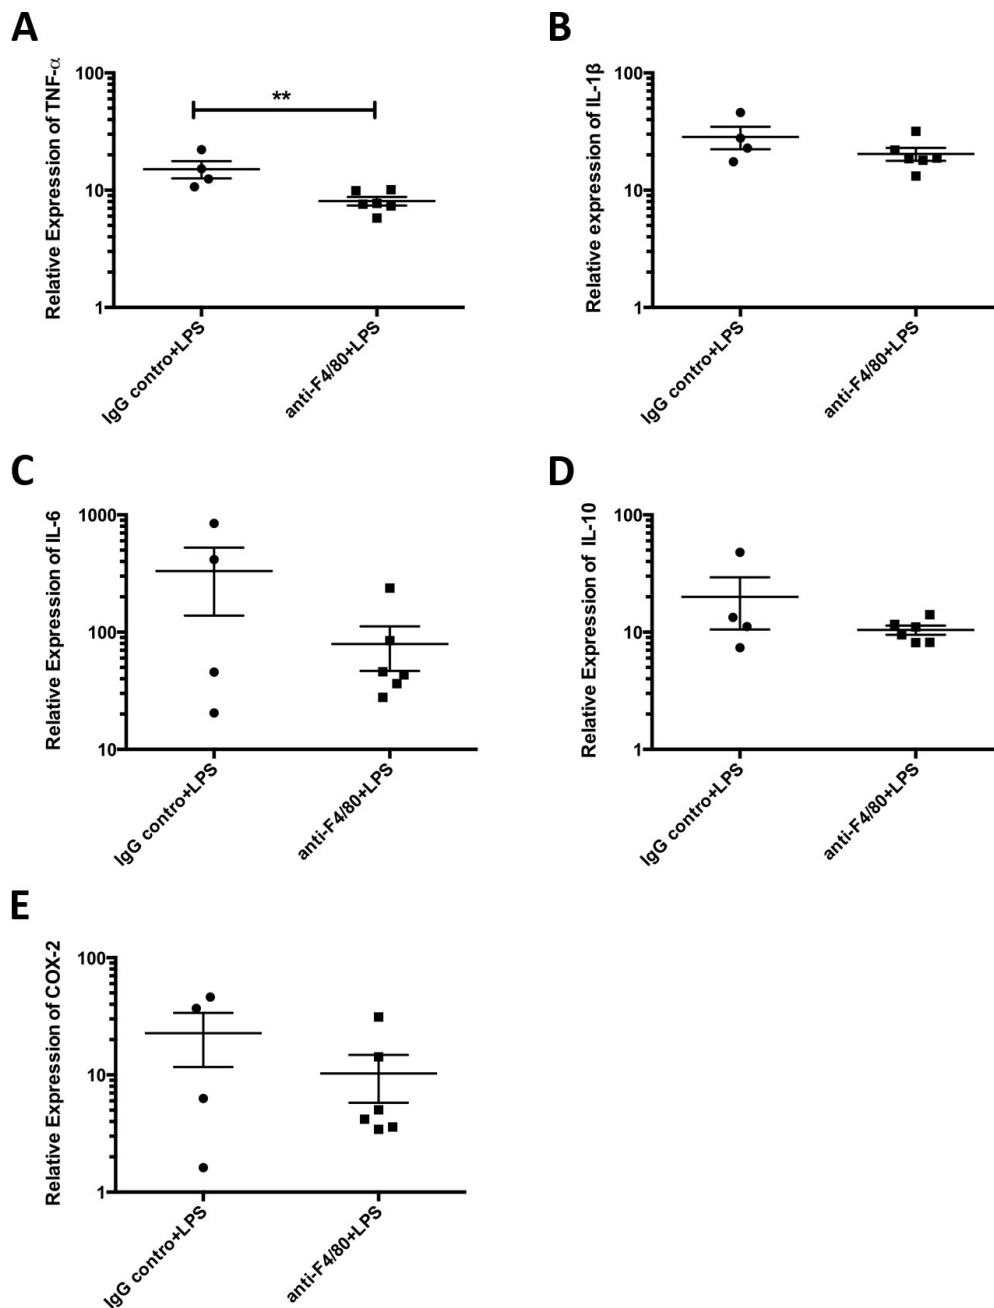 A
Relative Expression of TNF-α
100
10
1
**
IgG contro+LPS
anti-F4/80+LPS
B
Relative expression of IL-1β
100
10
1
IgG contro+LPS
anti-F4/80+LPS
C
Relative Expression of IL-6
1000
100
10
IgG contro+LPS
anti-F4/80+LPS
D
Relative Expression of IL-10
100
10
1
IgG contro+LPS
anti-F4/80+LPS
E
Relative Expression of COX-2
100
10
1
IgG contro+LPS
anti-F4/80+LPS